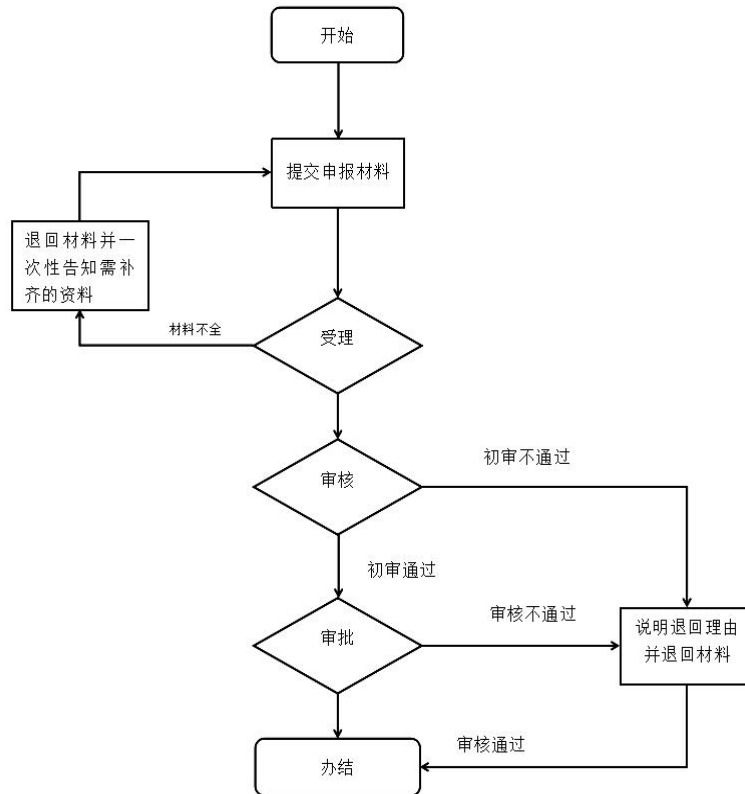 开始
提交申报材料
退回材料并一
次性告知需补
齐的资料
材料不全
受理
审核
初审不通过
初审通过
审批
审核不通过
说明退回理由
并退回材料
审核通过
办结